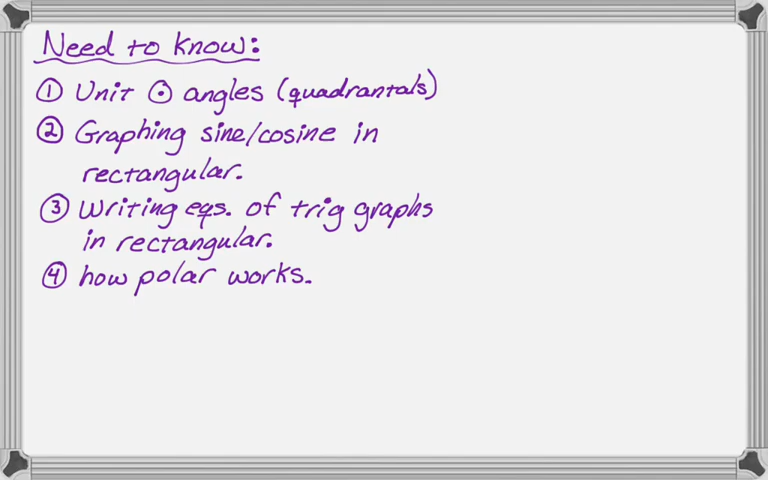 Need to know:
① Unit ⊙ angles (quadrantals)
② Graphing sine/cosine in
rectangular.
③ Writing eqs. of trig graphs
in rectangular.
④ how polar works.